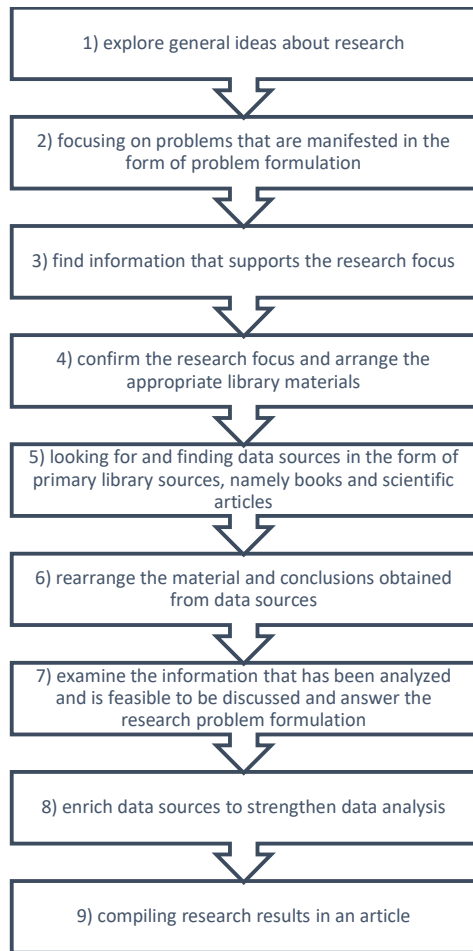 1) explore general ideas about research
2) focusing on problems that are manifested in the
form of problem formulation
3) find information that supports the research focus
4) confirm the research focus and arrange the
appropriate library materials
5) looking for and finding data sources in the form of
primary library sources, namely books and scientific
articles
6) rearrange the material and conclusions obtained
from data sources
7) examine the information that has been analyzed
and is feasible to be discussed and answer the
research problem formulation
8) enrich data sources to strengthen data analysis
9) compiling research results in an article